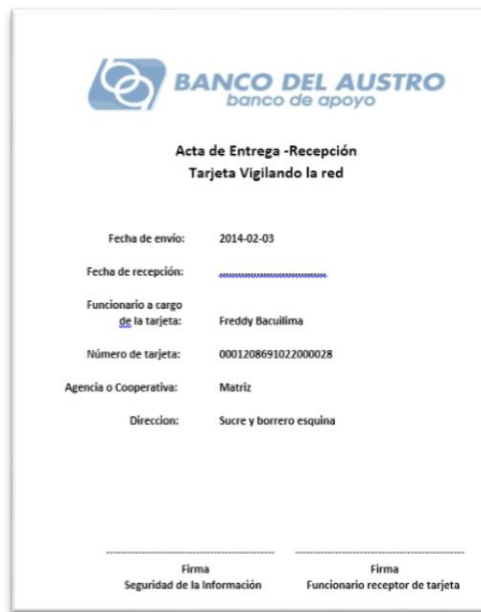 BANCO DEL AUSTRO
banco de apoyo
Acta de Entrega -Recepción
Tarjeta Vigilando la red
Fecha de envío: 2014-02-03
Fecha de recepción: ................................
Funcionario a cargo
de la tarjeta: Freddy Bacuilima
Número de tarjeta: 0001208691022000028
Agencia o Cooperativa: Matriz
Direccion: Sucre y borrero esquina
Firma Firma
Seguridad de la Información Funcionario receptor de tarjeta